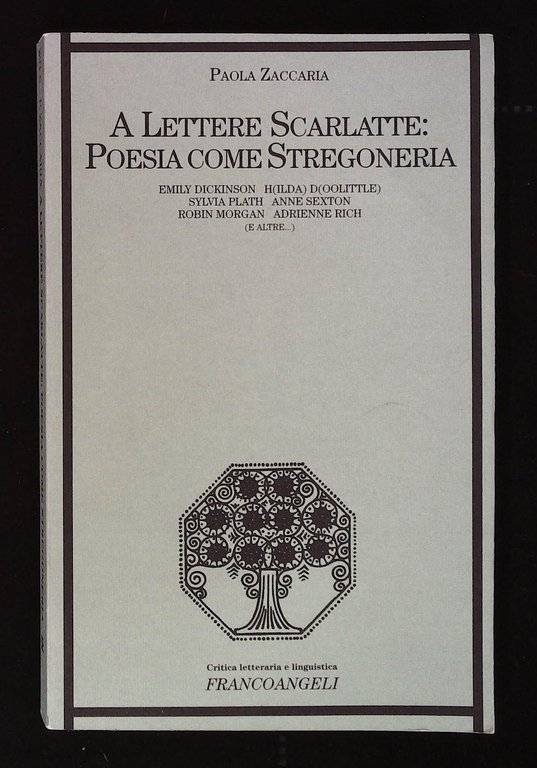 PAOLA ZACCARIA
A LETTERE SCARLATTE:
POESIA COME STREGONERIA
EMILY DICKINSON H(ILDA) D(OOLITTLE)
SYLVIA PLATH ANNE SEXTON
ROBIN MORGAN ADRIENNE RICH
(E ALTRE...)
Critica letteraria e linguistica
FRANCOANGELI